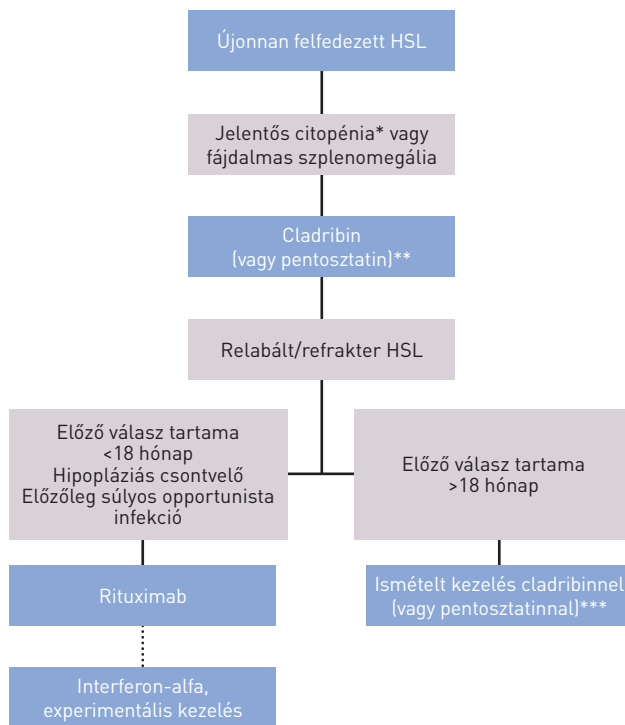 Újonnan felfedezett HSL
Jelentős citopénia* vagy
fájdalmas szplenomegália
Cladribin
(vagy pentosztatin)**
Relabált/refrakter HSL
Előző válasz tartama
<18 hónap
Hipopláziás csontvelő
Előzőleg súlyos opportunista
infekció
Előző válasz tartama
>18 hónap
Rituximab
Ismételt kezelés cladribinnel
(vagy pentosztatinnal)***
Interferon-alfa,
experimentális kezelés